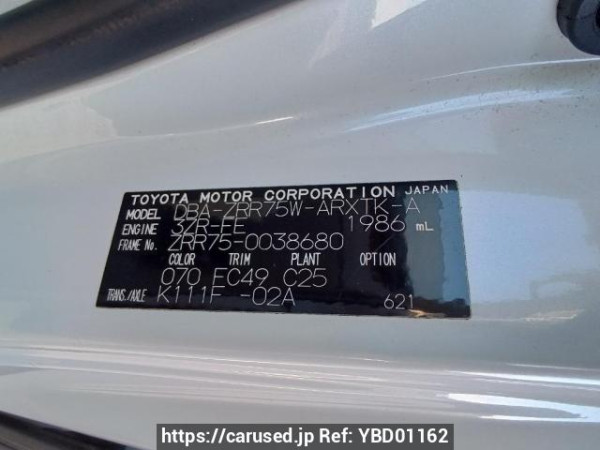 TOYOTA MOTOR CORPORATION JAPAN
MODEL DBA-ZRR75W-ARXTK-A
ENGINE 3ZR-FE 1986 mL
FRAME No. ZRR75-0038680
COLOR TRIM PLANT OPTION
070 FC49 C25
TRANS./AXLE K111F -02A 621
https://carused.jp Ref: YBD01162